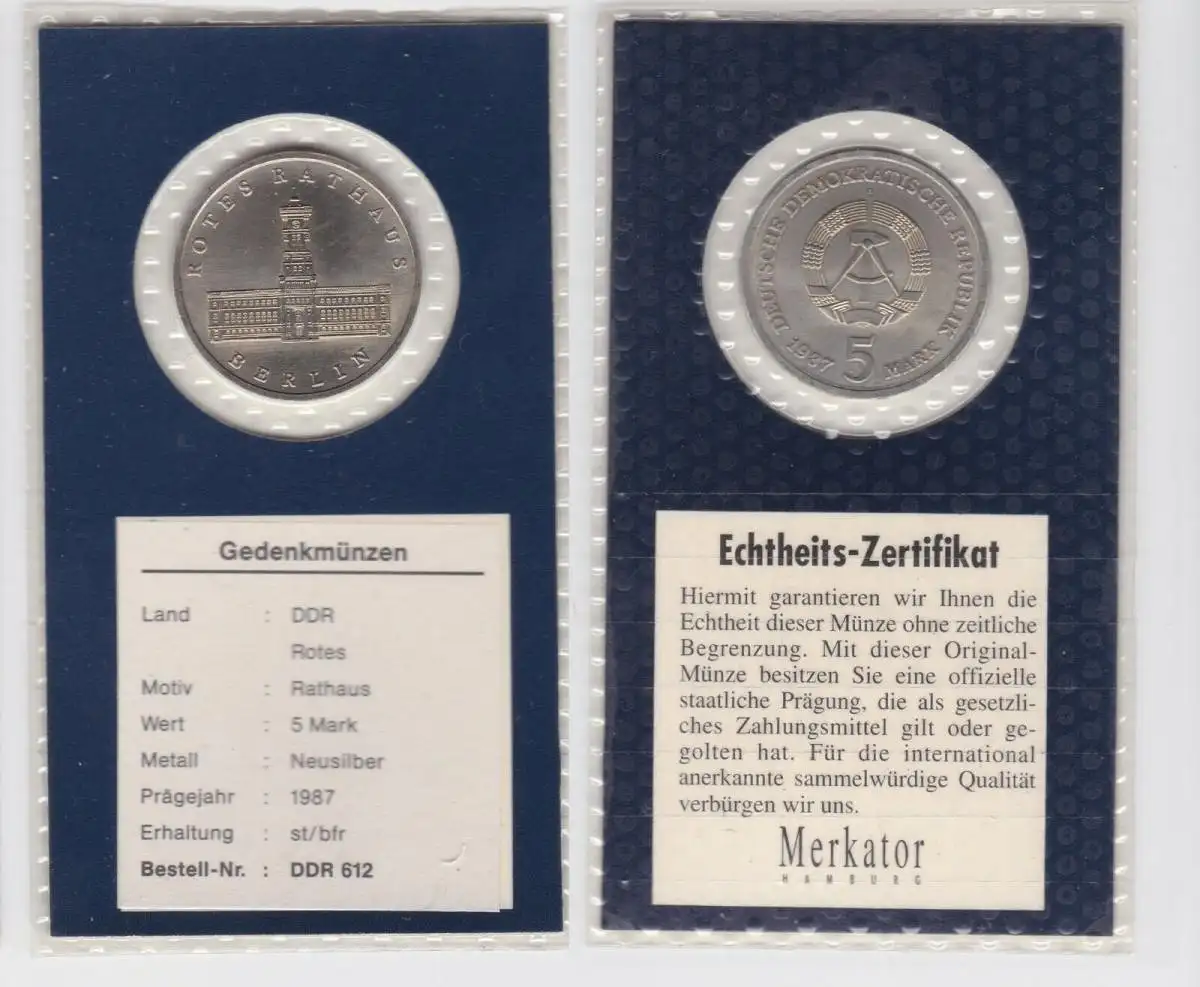 ROTES RATHAUS
BERLIN
Gedenkmünzen
Land : DDR
Rotes
Motiv : Rathaus
Wert : 5 Mark
Metall : Neusilber
Prägejahr : 1987
Erhaltung : st/bfr
Bestell-Nr. : DDR 612
DEUTSCHE DEMOKRATISCHE REPUBLIK
1987 5 MARK
Echtheits-Zertifikat
Hiermit garantieren wir Ihnen die
Echtheit dieser Münze ohne zeitliche
Begrenzung. Mit dieser Original-
Münze besitzen Sie eine offizielle
staatliche Prägung, die als gesetzli-
ches Zahlungsmittel gilt oder ge-
golten hat. Für die international
anerkannte sammelwürdige Qualität
verbürgen wir uns.
Merkator
HAMBURG